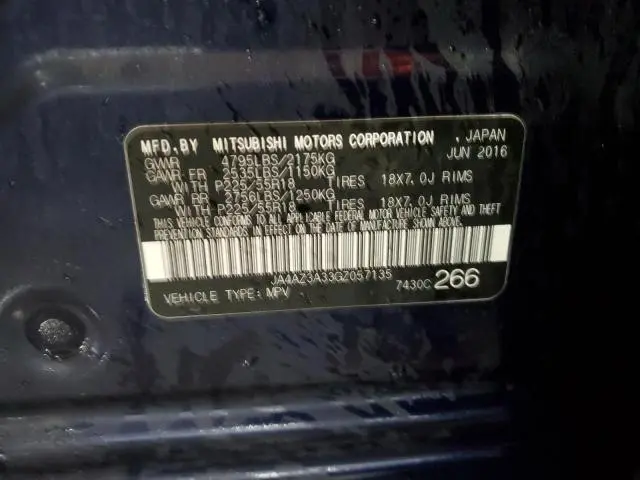 MFD.BY MITSUBISHI MOTORS CORPORATION , JAPAN
GVWR 4795LBS/2175KG JUN 2016
GAWR-FR 2535LBS/1150KG
WITH P225/55R18 TIRES 18X7.0J RIMS
GAWR RR 2756LBS/1250KG
WITH P225/55R18 TIRES 18X7.0J RIMS
THIS VEHICLE CONFORMS TO ALL APPLICABLE FEDERAL MOTOR VEHICLE SAFETY AND THEFT
PREVENTION STANDARDS IN EFFECT ON THE DATE OF MANUFACTURE SHOWN ABOVE.
JA4AZ3A33GZ057135
VEHICLE TYPE: MPV 7430C 266